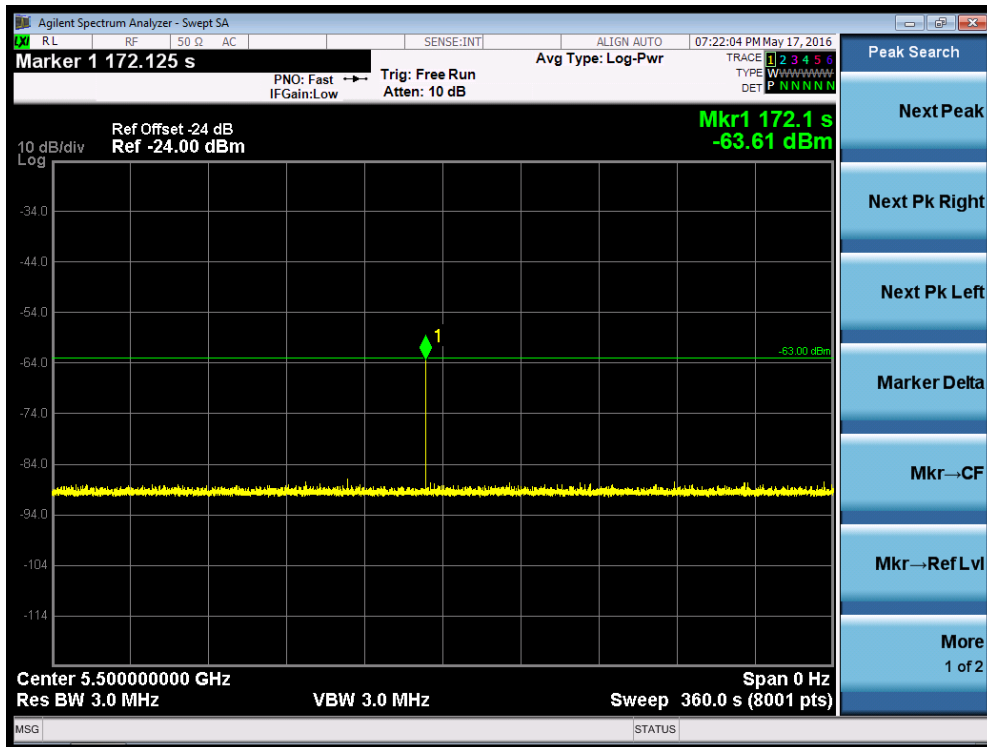 Agilent Spectrum Analyzer - Swept SA
LXI RL RF 50 Ω AC SENSE:INT ALIGN AUTO 07:22:04 PM May 17, 2016
Marker 1 172.125 s
PNO: Fast
IFGain:Low
Trig: Free Run
Atten: 10 dB
Avg Type: Log-Pwr
TRACE 1 2 3 4 5 6
TYPE WWWWWW
DET P N N N N N
Ref Offset -24 dB
10 dB/div Ref -24.00 dBm
Log
Mkr1 172.1 s
-63.61 dBm
-34.0
-44.0
-54.0
1
-63.00 dBm
-64.0
-74.0
-84.0
-94.0
-104
-114
Center 5.500000000 GHz Span 0 Hz
Res BW 3.0 MHz VBW 3.0 MHz Sweep 360.0 s (8001 pts)
MSG STATUS
Peak Search
Next Peak
Next Pk Right
Next Pk Left
Marker Delta
Mkr→CF
Mkr→Ref Lvl
More
1 of 2